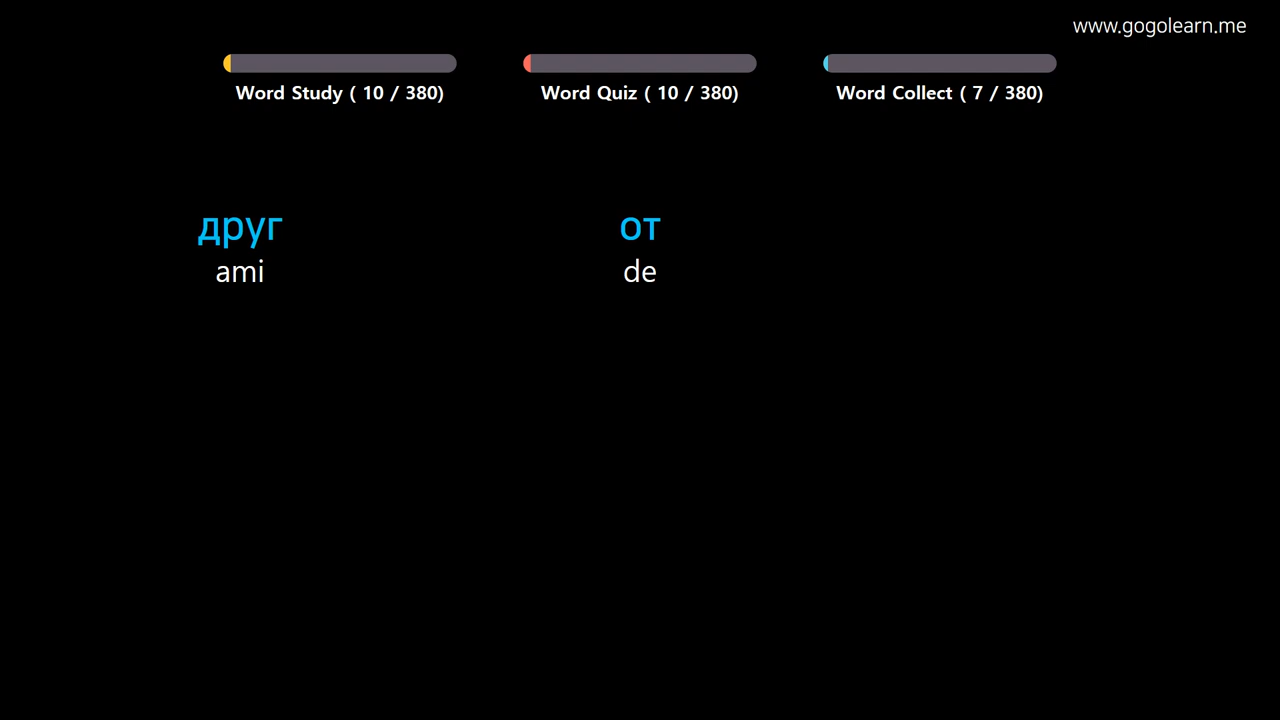 www.gogolearn.me
Word Study ( 10 / 380)
Word Quiz ( 10 / 380)
Word Collect ( 7 / 380)
друг
ami
от
de